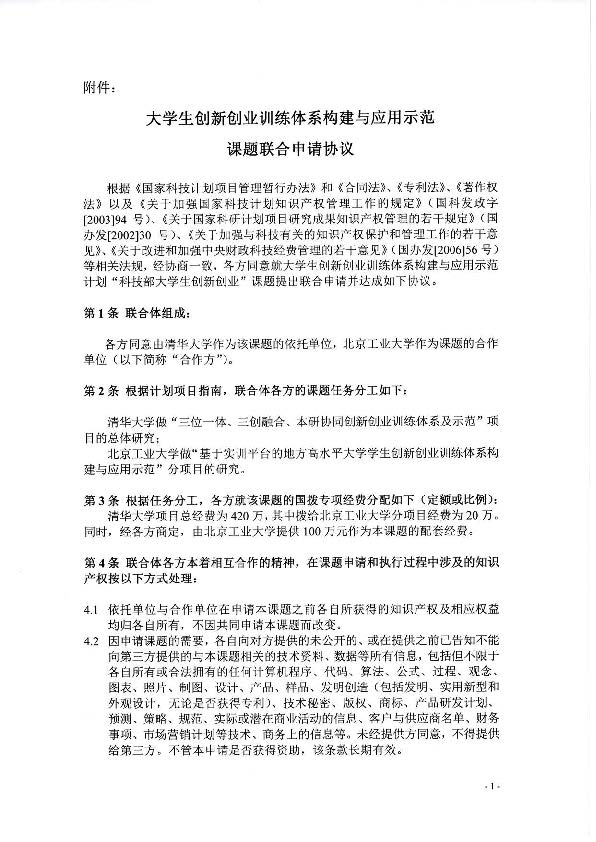 附件：
大学生创新创业训练体系构建与应用示范
课题联合申请协议
根据《国家科技计划项目管理暂行办法》和《合同法》、《专利法》、《著作权
法》以及《关于加强国家科技计划知识产权管理工作的规定》（国科发政字
[2003]94 号）、《关于国家科研计划项目研究成果知识产权管理的若干规定》（国
办发[2002]30 号）、《关于加强与科技有关的知识产权保护和管理工作的若干意
见》、《关于改进和加强中央财政科技经费管理的若干意见》（国办发[2006]56 号）
等相关法规，经协商一致，各方同意就大学生创新创业训练体系构建与应用示范
计划“科技部大学生创新创业”课题提出联合申请并达成如下协议。
第 1 条 联合体组成：
各方同意由清华大学作为该课题的依托单位，北京工业大学作为课题的合作
单位（以下简称“合作方”）。
第 2 条 根据计划项目指南，联合体各方的课题任务分工如下：
清华大学做“三位一体、三创融合、本研协同创新创业训练体系及示范”项
目的总体研究；
北京工业大学做“基于实训平台的地方高水平大学学生创新创业训练体系构
建与应用示范”分项目的研究。
第 3 条 根据任务分工，各方就该课题的国拨专项经费分配如下（定额或比例）：
清华大学项目总经费为 420 万，其中拨给北京工业大学分项目经费为 20 万。
同时，经各方商定，由北京工业大学提供 100 万元作为本课题的配套经费。
第 4 条 联合体各方本着相互合作的精神，在课题申请和执行过程中涉及的知识
产权按以下方式处理：
4.1 依托单位与合作单位在申请本课题之前各自所获得的知识产权及相应权益
均归各自所有，不因共同申请本课题而改变。
4.2 因申请课题的需要，各自向对方提供的未公开的、或在提供之前已告知不能
向第三方提供的与本课题相关的技术资料、数据等所有信息，包括但不限于
各自所有或合法拥有的任何计算机程序、代码、算法、公式、过程、观念、
图表、照片、制图、设计、产品、样品、发明创造（包括发明、实用新型和
外观设计，无论是否获得专利）、技术秘密、版权、商标、产品研发计划、
预测、策略、规范、实际或潜在商业活动的信息、客户与供应商名单、财务
事项、市场营销计划等技术、商务上的信息等。未经提供方同意，不得提供
给第三方。不管本申请是否获得资助，该条款长期有效。
- 1 -